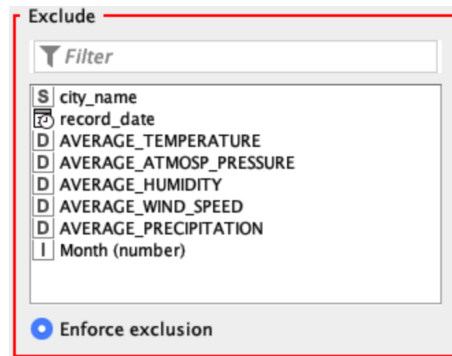 Exclude
Filter
S city_name
record_date
D AVERAGE_TEMPERATURE
D AVERAGE_ATMOSP_PRESSURE
D AVERAGE_HUMIDITY
D AVERAGE_WIND_SPEED
D AVERAGE_PRECIPITATION
I Month (number)
Enforce exclusion